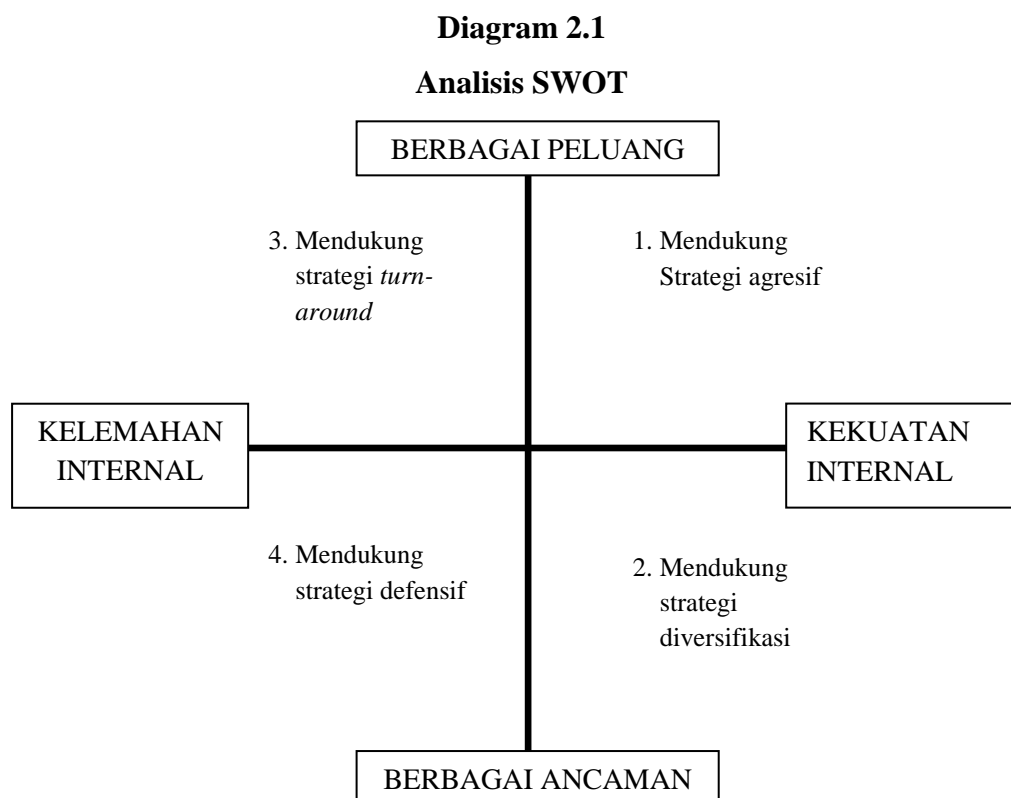 Diagram 2.1
Analisis SWOT
BERBAGAI PELUANG
3. Mendukung
strategi turn-
around
1. Mendukung
Strategi agresif
KELEMAHAN
INTERNAL
KEKUATAN
INTERNAL
4. Mendukung
strategi defensif
2. Mendukung
strategi
diversifikasi
BERBAGAI ANCAMAN